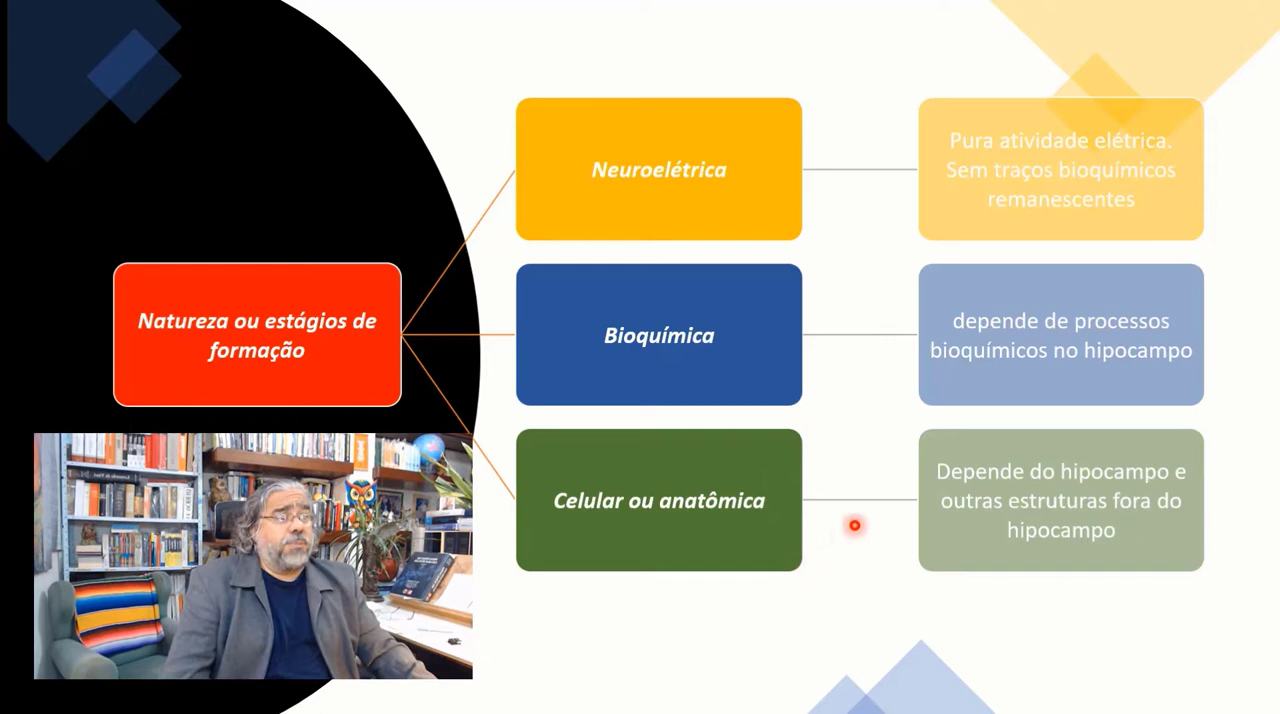 Natureza ou estágios de
formação
Neuroelétrica
Pura atividade elétrica.
Sem traços bioquímicos
remanescentes
Bioquímica
depende de processos
bioquímicos no hipocampo
Celular ou anatômica
Depende do hipocampo e
outras estruturas fora do
hipocampo